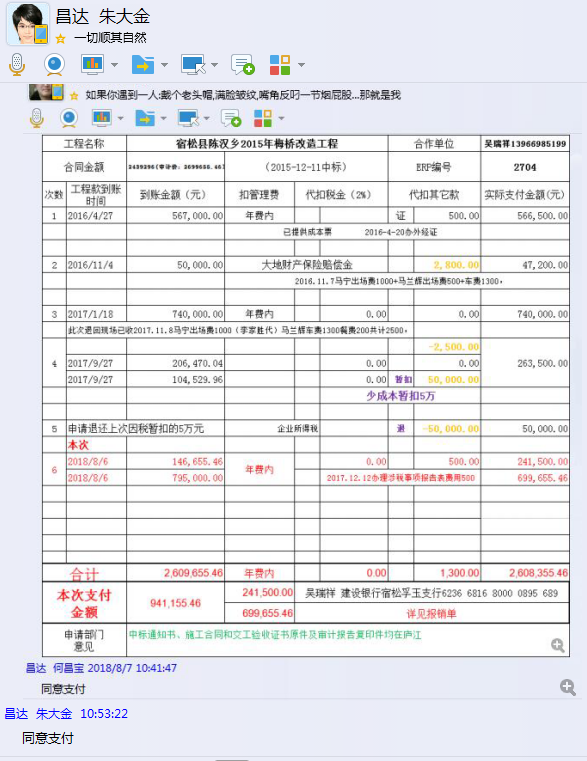 昌达 朱大金
一切顺其自然
如果你遇到一人:戴个老头帽,满脸皱纹,嘴角反叼一节烟屁股...那就是我
工程名称 宿松县陈汉乡2015年梅桥改造工程 合作单位 吴瑞祥13966985199
合同金额 (2015-12-11中标) ERP编号 2704
次数 工程款到账时间 到账金额（元） 扣管理费 代扣税金（2%） 代扣其它款 实际支付金额(元)
1 2016/4/27 567,000.00 年费内 证 500.00 566,500.00
已提供成本票 2016-4-20办外经证
2 2016/11/4 50,000.00 大地财产保险赔偿金 2,800.00 47,200.00
2016.11.7马宁出场费1000+马兰辉出场费500+车费1300,
3 2017/1/18 740,000.00 年费内 0.00 0.00 740,000.00
此次退回现场已收2017.11.8马宁出场费1000（李家胜代）马兰辉车费1300餐费200共计2500,
-2,500.00
4 2017/9/27 206,470.04 0.00 0.00 263,500.00
2017/9/27 104,529.96 0.00 暂扣 50,000.00
少成本暂扣5万
5 申请退还上次因税暂扣的5万元 企业所得税 退 -50,000.00 50,000.00
本次
6 2018/8/6 146,655.46 年费内 0.00 500.00 241,500.00
2018/8/6 795,000.00 2017.12.12办理涉税事项报告表费用500 699,655.46
合计 2,609,655.46 年费内 0.00 1,300.00 2,608,355.46
本次支付金额 941,155.46 241,500.00 吴瑞祥 建设银行宿松孚玉支行6236 6816 8000 0895 689
699,655.46 详见报销单
申请部门意见 中标通知书、施工合同和交工验收证书原件及审计报告复印件均在庐江
昌达 何昌宝 2018/8/7 10:41:47
同意支付
昌达 朱大金 10:53:22
同意支付